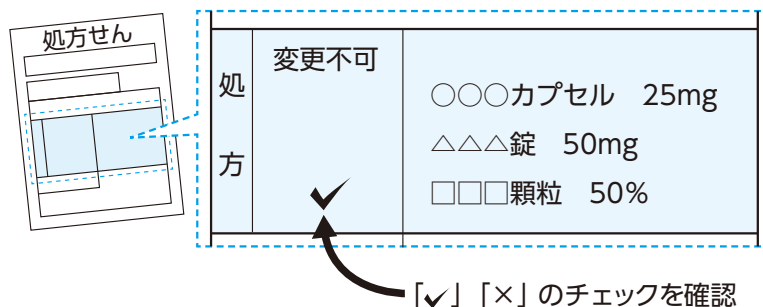 処方せん
処方
変更不可
○○○カプセル　25mg
△△△錠　50mg
□□□顆粒　50％
✓
「✓」「×」のチェックを確認